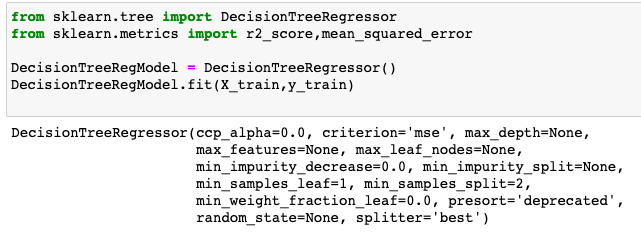 from sklearn.tree import DecisionTreeRegressor
from sklearn.metrics import r2_score,mean_squared_error
DecisionTreeRegModel = DecisionTreeRegressor()
DecisionTreeRegModel.fit(X_train,y_train)
DecisionTreeRegressor(ccp_alpha=0.0, criterion='mse', max_depth=None,
max_features=None, max_leaf_nodes=None,
min_impurity_decrease=0.0, min_impurity_split=None,
min_samples_leaf=1, min_samples_split=2,
min_weight_fraction_leaf=0.0, presort='deprecated',
random_state=None, splitter='best')